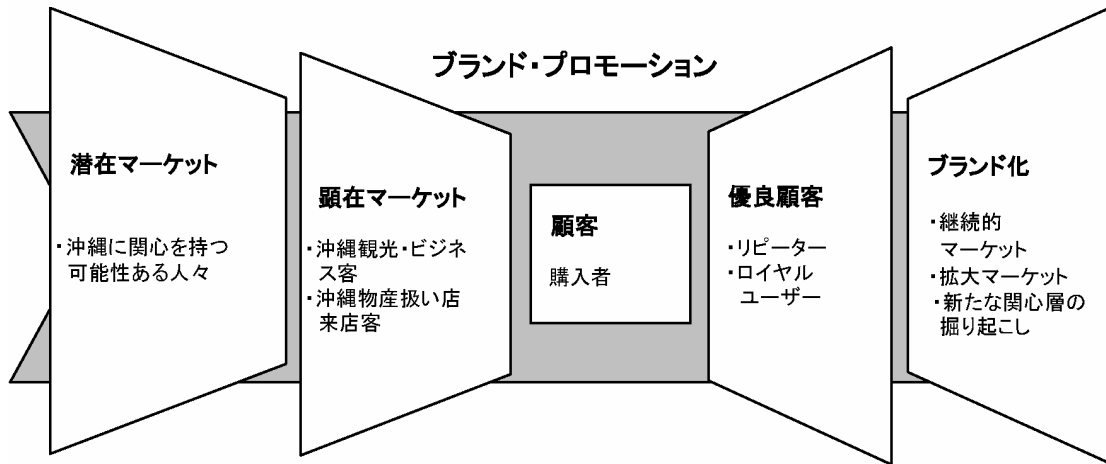 ブランド・プロモーション
潜在マーケット
・沖縄に関心を持つ
可能性ある人々
顕在マーケット
・沖縄観光・ビジネ
ス客
・沖縄物産扱い店
来店客
顧客
購入者
優良顧客
・リピーター
・ロイヤル
ユーザー
ブランド化
・継続的
マーケット
・拡大マーケット
・新たな関心層の
掘り起こし